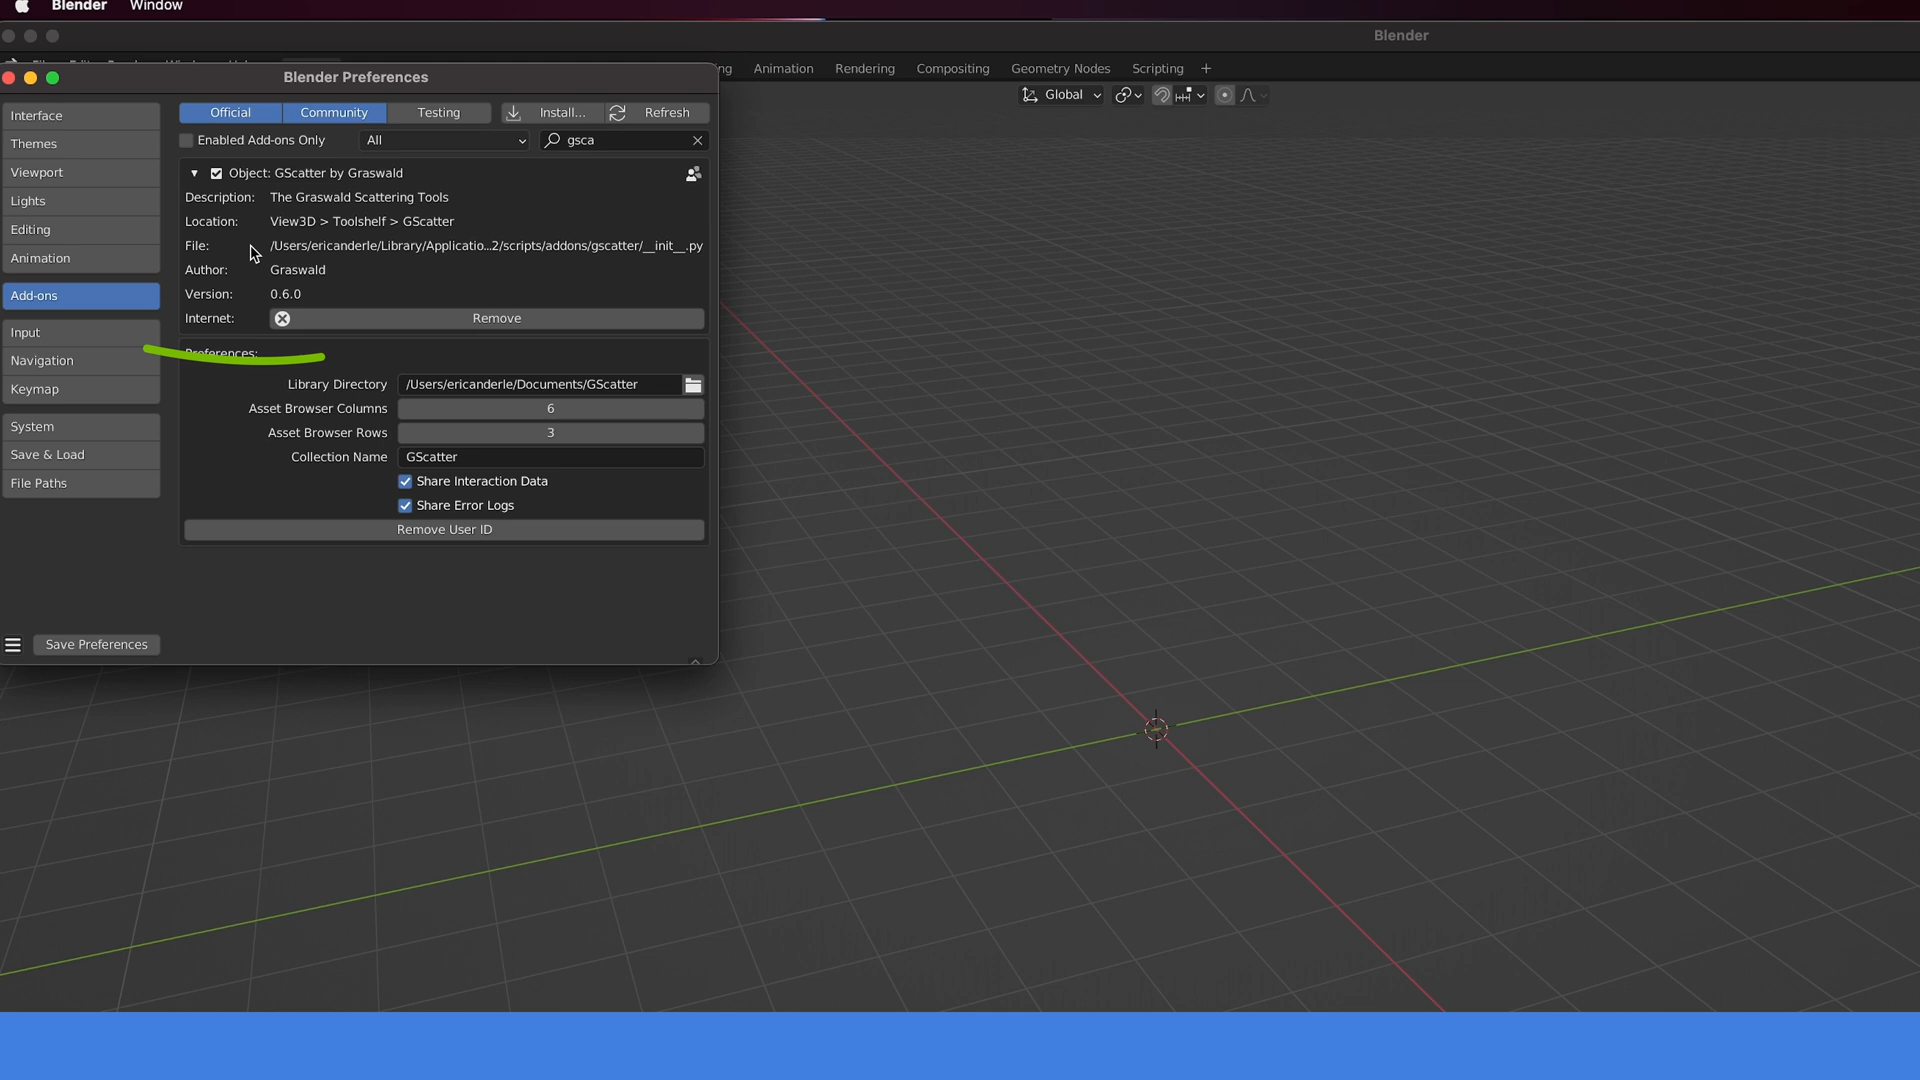 Blender Window
Blender
Blender Preferences
ng Animation Rendering Compositing Geometry Nodes Scripting +
Global
Interface
Themes
Viewport
Lights
Editing
Animation
Add-ons
Input
Navigation
Keymap
System
Save & Load
File Paths
Save Preferences
Official Community Testing Install... Refresh
Enabled Add-ons Only All gsca
Object: GScatter by Graswald
Description: The Graswald Scattering Tools
Location: View3D > Toolshelf > GScatter
File: /Users/ericanderle/Library/Applicatio...2/scripts/addons/gscatter/__init__.py
Author: Graswald
Version: 0.6.0
Internet: Remove
Preferences:
Library Directory /Users/ericanderle/Documents/GScatter
Asset Browser Columns 6
Asset Browser Rows 3
Collection Name GScatter
Share Interaction Data
Share Error Logs
Remove User ID